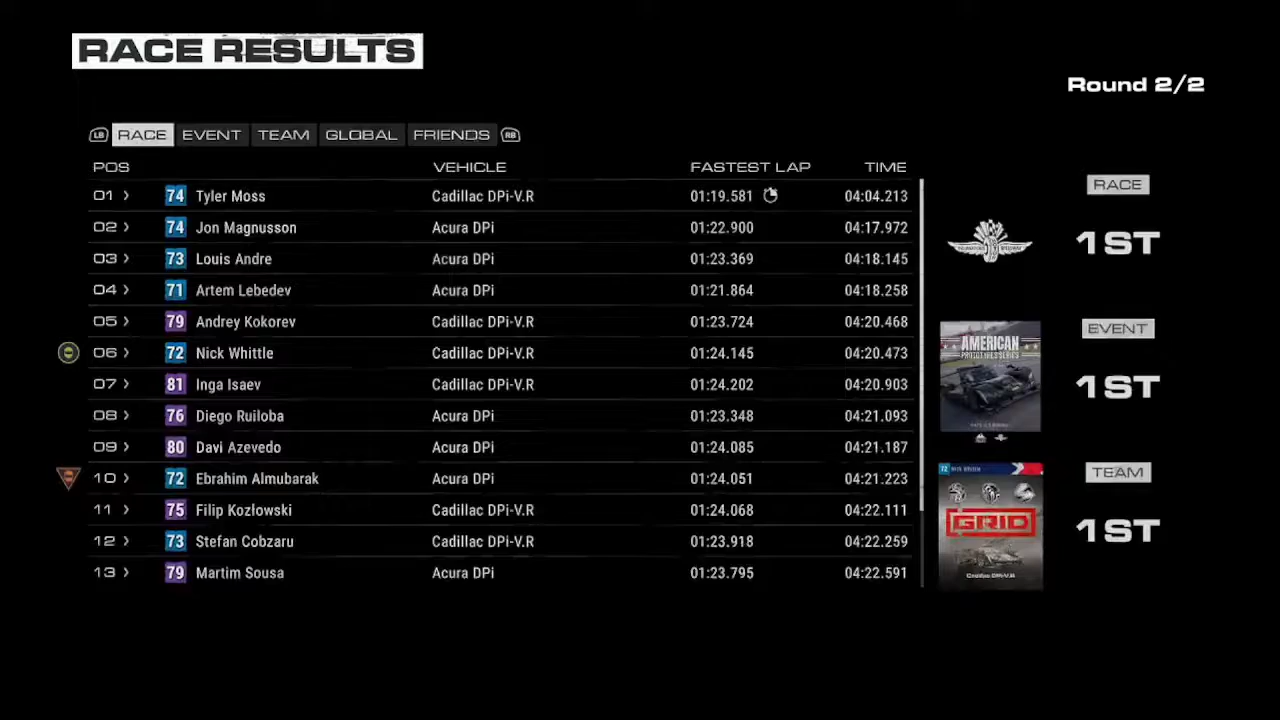 RACE RESULTS
Round 2/2
LB RACE EVENT TEAM GLOBAL FRIENDS RB
POS VEHICLE FASTEST LAP TIME
01 > 74 Tyler Moss Cadillac DPi-V.R 01:19.581 04:04.213
02 > 74 Jon Magnusson Acura DPi 01:22.900 04:17.972
03 > 73 Louis Andre Acura DPi 01:23.369 04:18.145
04 > 71 Artem Lebedev Acura DPi 01:21.864 04:18.258
05 > 79 Andrey Kokorev Cadillac DPi-V.R 01:23.724 04:20.468
06 > 72 Nick Whittle Cadillac DPi-V.R 01:24.145 04:20.473
07 > 81 Inga Isaev Cadillac DPi-V.R 01:24.202 04:20.903
08 > 76 Diego Ruiloba Acura DPi 01:23.348 04:21.093
09 > 80 Davi Azevedo Acura DPi 01:24.085 04:21.187
10 > 72 Ebrahim Almubarak Acura DPi 01:24.051 04:21.223
11 > 75 Filip Kozłowski Cadillac DPi-V.R 01:24.068 04:22.111
12 > 73 Stefan Cobzaru Cadillac DPi-V.R 01:23.918 04:22.259
13 > 79 Martim Sousa Acura DPi 01:23.795 04:22.591
RACE
1ST
AMERICAN
PROTOTYPE SERIES
EVENT
1ST
72
GRID
Cadillac DPi-V.R
TEAM
1ST